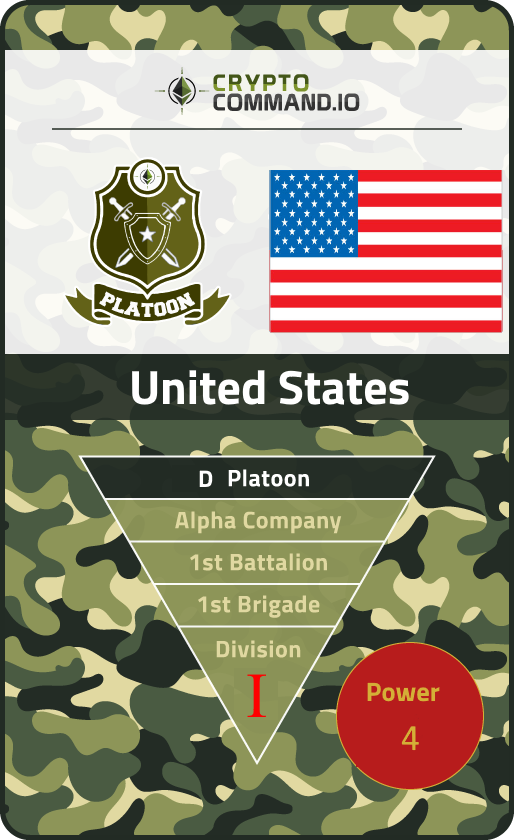 CRYPTO
COMMAND.IO
PLATOON
United States
D Platoon
Alpha Company
1st Battalion
1st Brigade
Division
I
Power
4